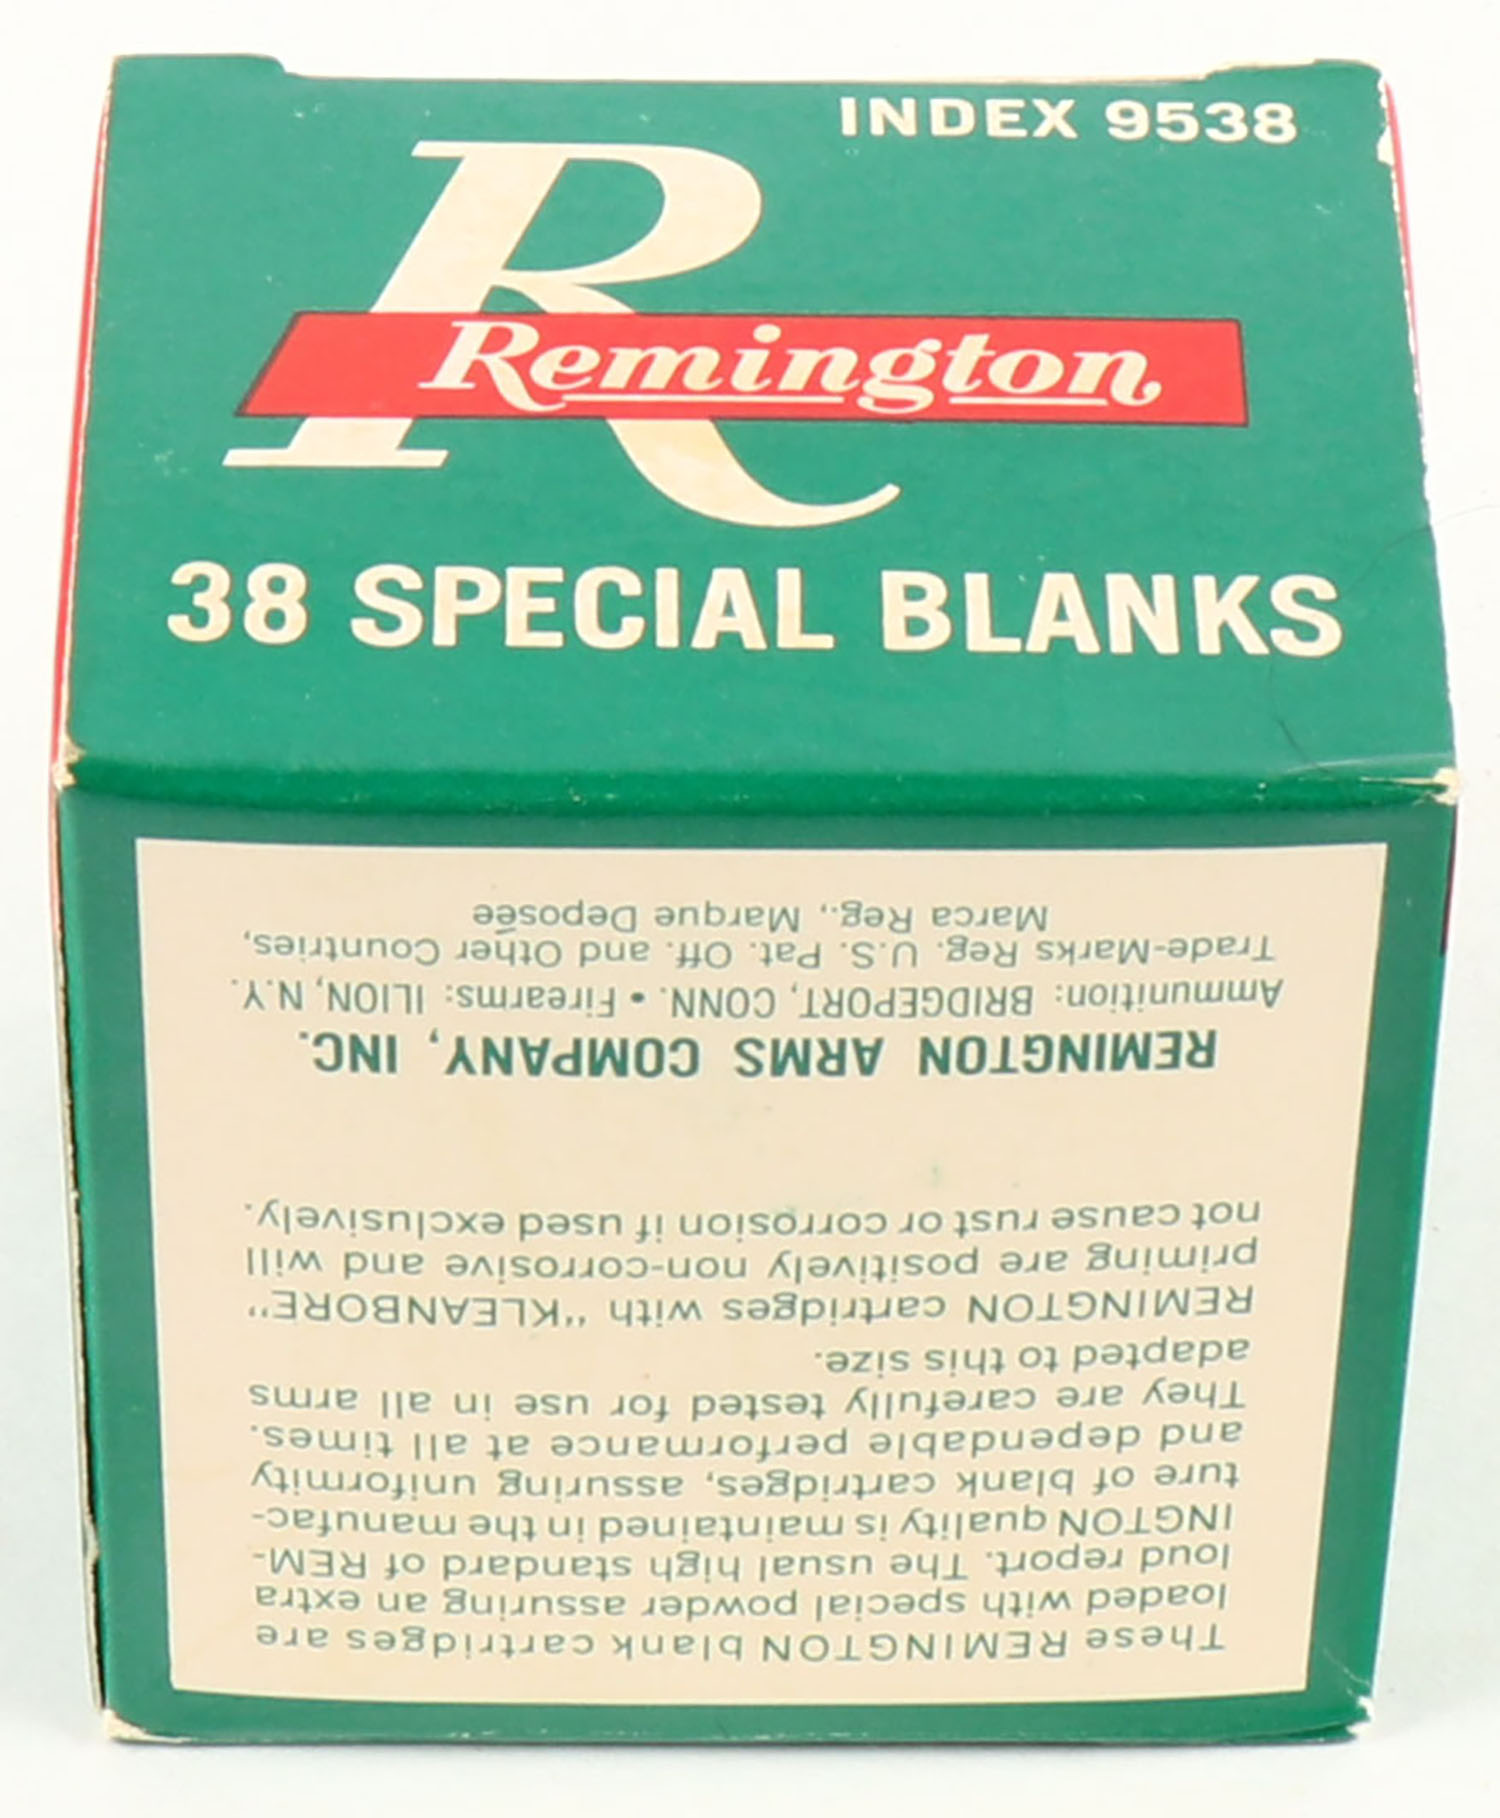 INDEX 9538
R
Remington
38 SPECIAL BLANKS
These REMINGTON blank cartridges are
loaded with special powder assuring an extra
loud report. The usual high standard of REM-
INGTON quality is maintained in the manufac-
ture of blank cartridges, assuring uniformity
and dependable performance at all times.
They are carefully tested for use in all arms
adapted to this size.
REMINGTON cartridges with "KLEANBORE"
priming are positively non-corrosive and will
not cause rust or corrosion if used exclusively.
REMINGTON ARMS COMPANY, INC.
Ammunition: BRIDGEPORT, CONN. • Firearms: ILION, N.Y.
Trade-Marks Reg. U.S. Pat. Off. and Other Countries,
Marca Reg., Marque Deposée